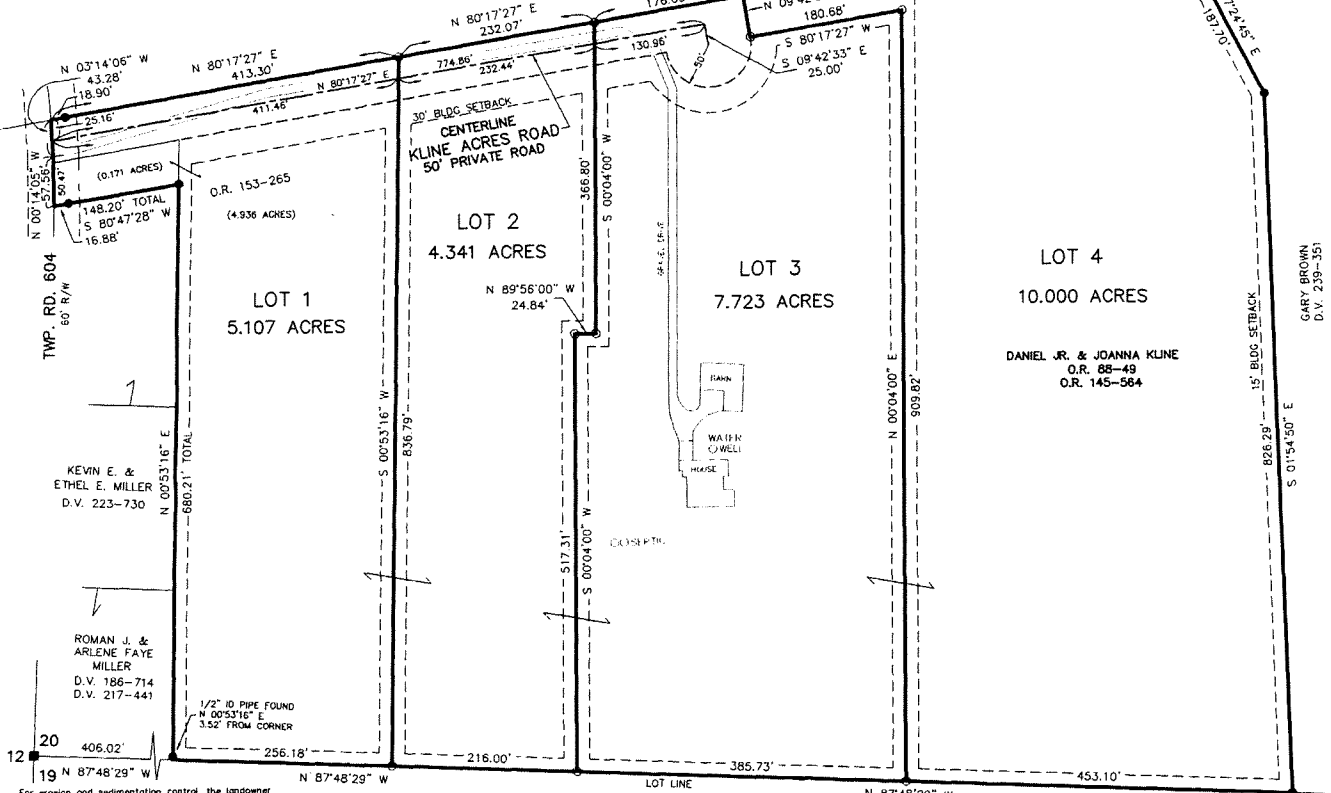 N 80°17'27" E
232.07'
180.68'
187.70'
N 03°14'06" W
43.28'
18.90'
N 80°17'27" E
413.30'
S 80°17'27" W
S 09°42'33" E
25.00'
130.96'
50'
774.86'
232.44'
N 80°17'27" E
411.46'
25.16'
30' BLDG SETBACK
CENTERLINE
KLINE ACRES ROAD
50' PRIVATE ROAD
N 00°14'05" W
57.56'
50.47'
(0.171 ACRES)
O.R. 153-265
(4.936 ACRES)
148.20' TOTAL
S 80°47'28" W
16.88'
TWP. RD. 604
60' R/W
366.80'
S 00°04'00" W
LOT 2
4.341 ACRES
N 89°56'00" W
24.84'
LOT 1
5.107 ACRES
LOT 3
7.723 ACRES
LOT 4
10.000 ACRES
DANIEL JR. & JOANNA KLINE
O.R. 88-49
O.R. 145-564
GARY BROWN
D.V. 239-351
15' BLDG SETBACK
826.29'
S 01°54'50" E
N 00°04'00" E
909.82'
BARN
WATER
WELL
HOUSE
SEPTIC
S 00°53'16" W
836.79'
517.31'
S 00°04'00" W
N 00°53'16" E
680.21' TOTAL
KEVIN E. &
ETHEL E. MILLER
D.V. 223-730
ROMAN J. &
ARLENE FAYE
MILLER
D.V. 186-714
D.V. 217-441
1/2" ID PIPE FOUND
N 00°53'16" E
3.52' FROM CORNER
20
12
19
406.02'
N 87°48'29" W
256.18'
N 87°48'29" W
216.00'
LOT LINE
385.73'
453.10'
For erosion and sedimentation control, the landowner